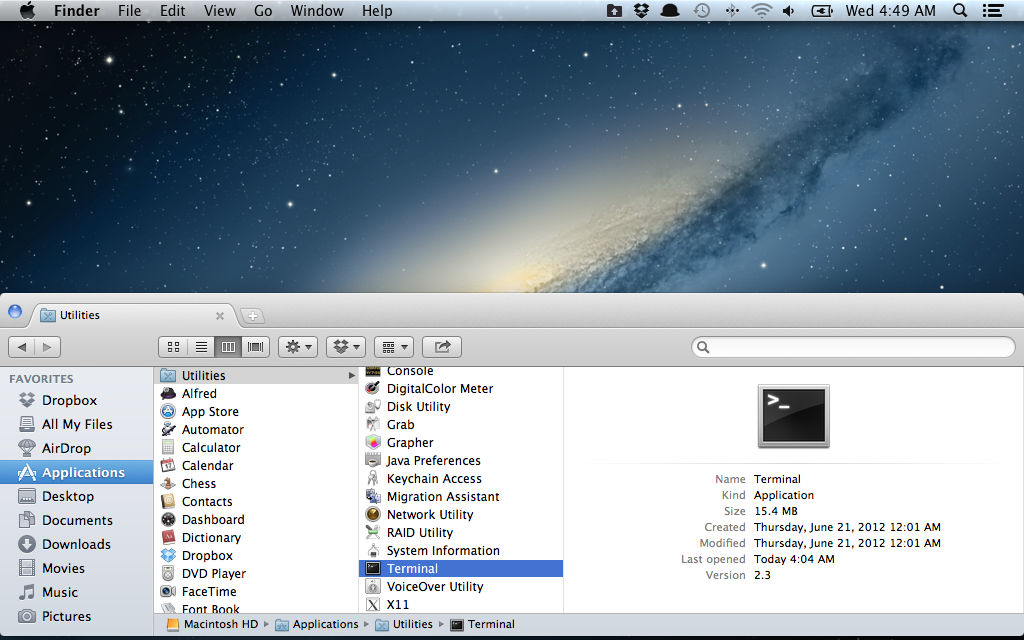 Finder File Edit View Go Window Help Wed 4:49 AM
Utilities
FAVORITES
Dropbox
All My Files
AirDrop
Applications
Desktop
Documents
Downloads
Movies
Music
Pictures
Utilities
Alfred
App Store
Automator
Calculator
Calendar
Chess
Contacts
Dashboard
Dictionary
Dropbox
DVD Player
FaceTime
Font Book
Console
DigitalColor Meter
Disk Utility
Grab
Grapher
Java Preferences
Keychain Access
Migration Assistant
Network Utility
RAID Utility
System Information
Terminal
VoiceOver Utility
X11
>_
Name Terminal
Kind Application
Size 15.4 MB
Created Thursday, June 21, 2012 12:01 AM
Modified Thursday, June 21, 2012 12:01 AM
Last opened Today 4:04 AM
Version 2.3
Macintosh HD Applications Utilities Terminal